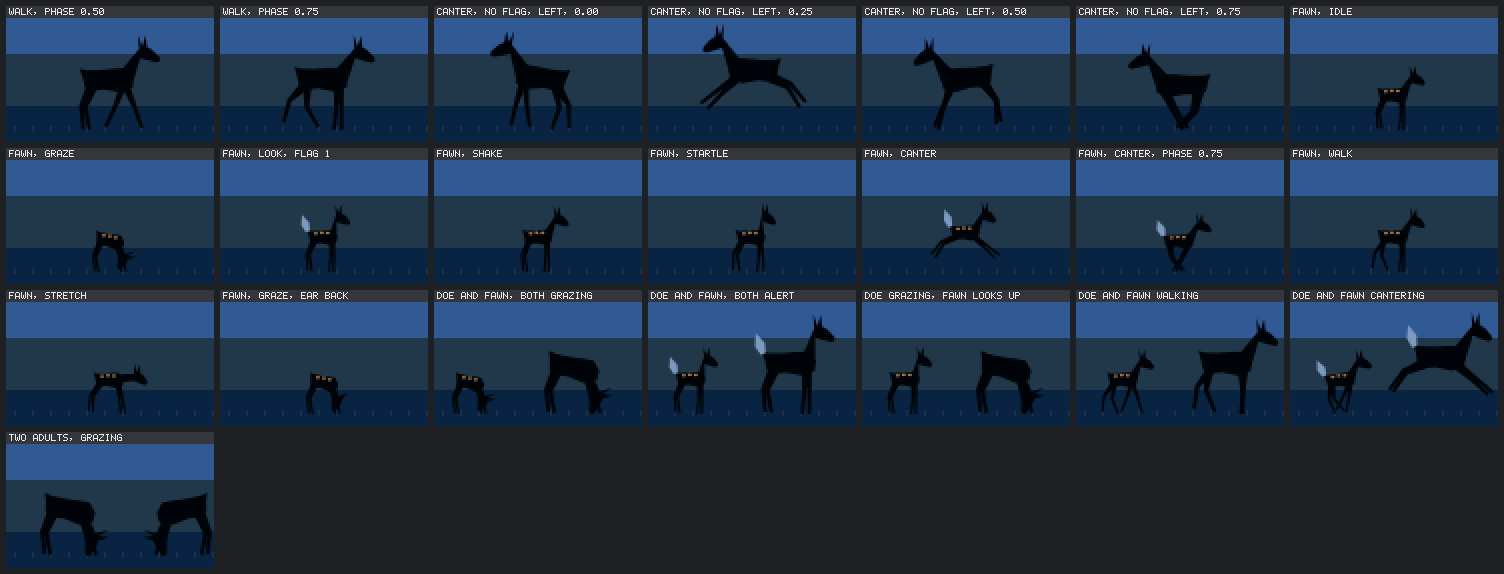 WALK, PHASE 0.50
WALK, PHASE 0.75
CANTER, NO FLAG, LEFT, 0.00
CANTER, NO FLAG, LEFT, 0.25
CANTER, NO FLAG, LEFT, 0.50
CANTER, NO FLAG, LEFT, 0.75
FAWN, IDLE
FAWN, GRAZE
FAWN, LOOK, FLAG 1
FAWN, SHAKE
FAWN, STARTLE
FAWN, CANTER
FAWN, CANTER, PHASE 0.75
FAWN, WALK
FAWN, STRETCH
FAWN, GRAZE, EAR BACK
DOE AND FAWN, BOTH GRAZING
DOE AND FAWN, BOTH ALERT
DOE GRAZING, FAWN LOOKS UP
DOE AND FAWN WALKING
DOE AND FAWN CANTERING
TWO ADULTS, GRAZING